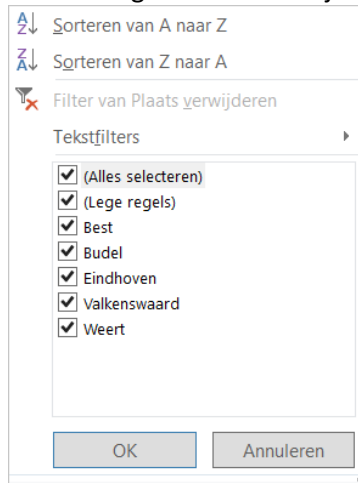 Sorteren van A naar Z
Sorteren van Z naar A
Filter van Plaats verwijderen
Tekstfilters
(Alles selecteren)
(Lege regels)
Best
Budel
Eindhoven
Valkenswaard
Weert
OK Annuleren